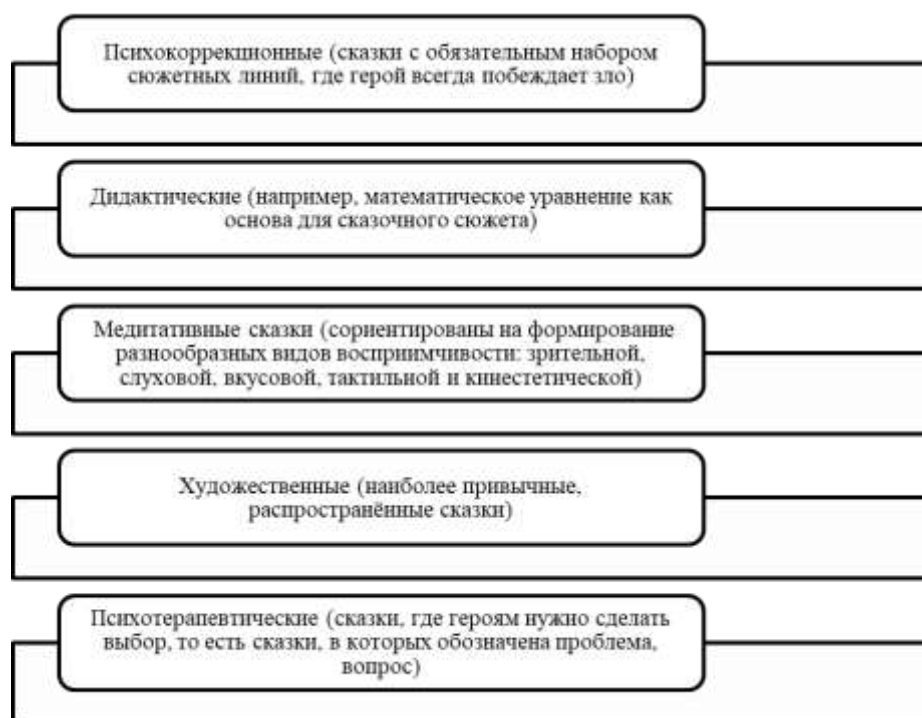 Психокоррекционные (сказки с обязательным набором
сюжетных линий, где герой всегда побеждает зло)
Дидактические (например, математическое уравнение как
основа для сказочного сюжета)
Медитативные сказки (сориентированы на формирование
разнообразных видов восприимчивости: зрительной,
слуховой, вкусовой, тактильной и кинестетической)
Художественные (наиболее привычные,
распространённые сказки)
Психотерапевтические (сказки, где героям нужно сделать
выбор, то есть сказки, в которых обозначена проблема,
вопрос)